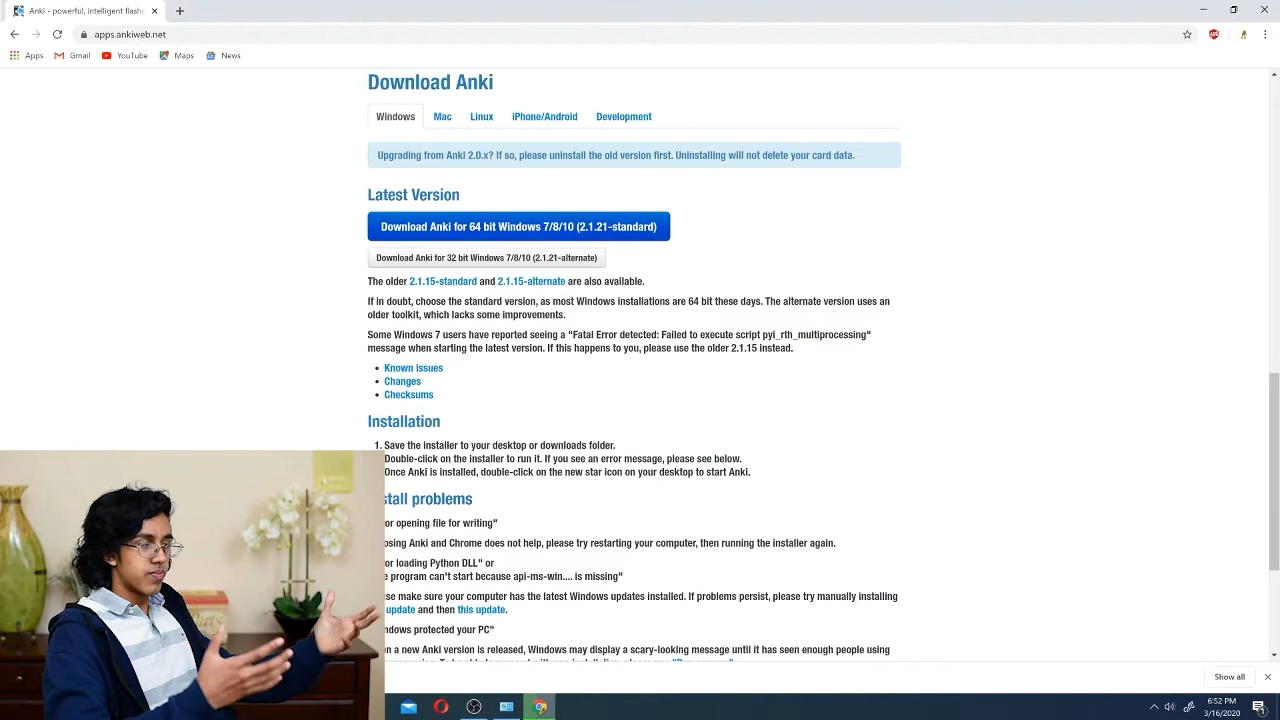 Anki - powerful, intelligent flash
apps.ankiweb.net
Apps Gmail YouTube Maps News
Download Anki
Windows Mac Linux iPhone/Android Development
Upgrading from Anki 2.0.x? If so, please uninstall the old version first. Uninstalling will not delete your card data.
Latest Version
Download Anki for 64 bit Windows 7/8/10 (2.1.21-standard)
Download Anki for 32 bit Windows 7/8/10 (2.1.21-alternate)
The older 2.1.15-standard and 2.1.15-alternate are also available.
If in doubt, choose the standard version, as most Windows installations are 64 bit these days. The alternate version uses an
older toolkit, which lacks some improvements.
Some Windows 7 users have reported seeing a "Fatal Error detected: Failed to execute script pyi_rth_multiprocessing"
message when starting the latest version. If this happens to you, please use the older 2.1.15 instead.
• Known issues
• Changes
• Checksums
Installation
1. Save the installer to your desktop or downloads folder.
Double-click on the installer to run it. If you see an error message, please see below.
Once Anki is installed, double-click on the new star icon on your desktop to start Anki.
stall problems
or opening file for writing"
osing Anki and Chrome does not help, please try restarting your computer, then running the installer again.
or loading Python DLL" or
e program can't start because api-ms-win.... is missing"
se make sure your computer has the latest Windows updates installed. If problems persist, please try manually installing
update and then this update.
ndows protected your PC"
n a new Anki version is released, Windows may display a scary-looking message until it has seen enough people using
Show all
6:52 PM
3/16/2020